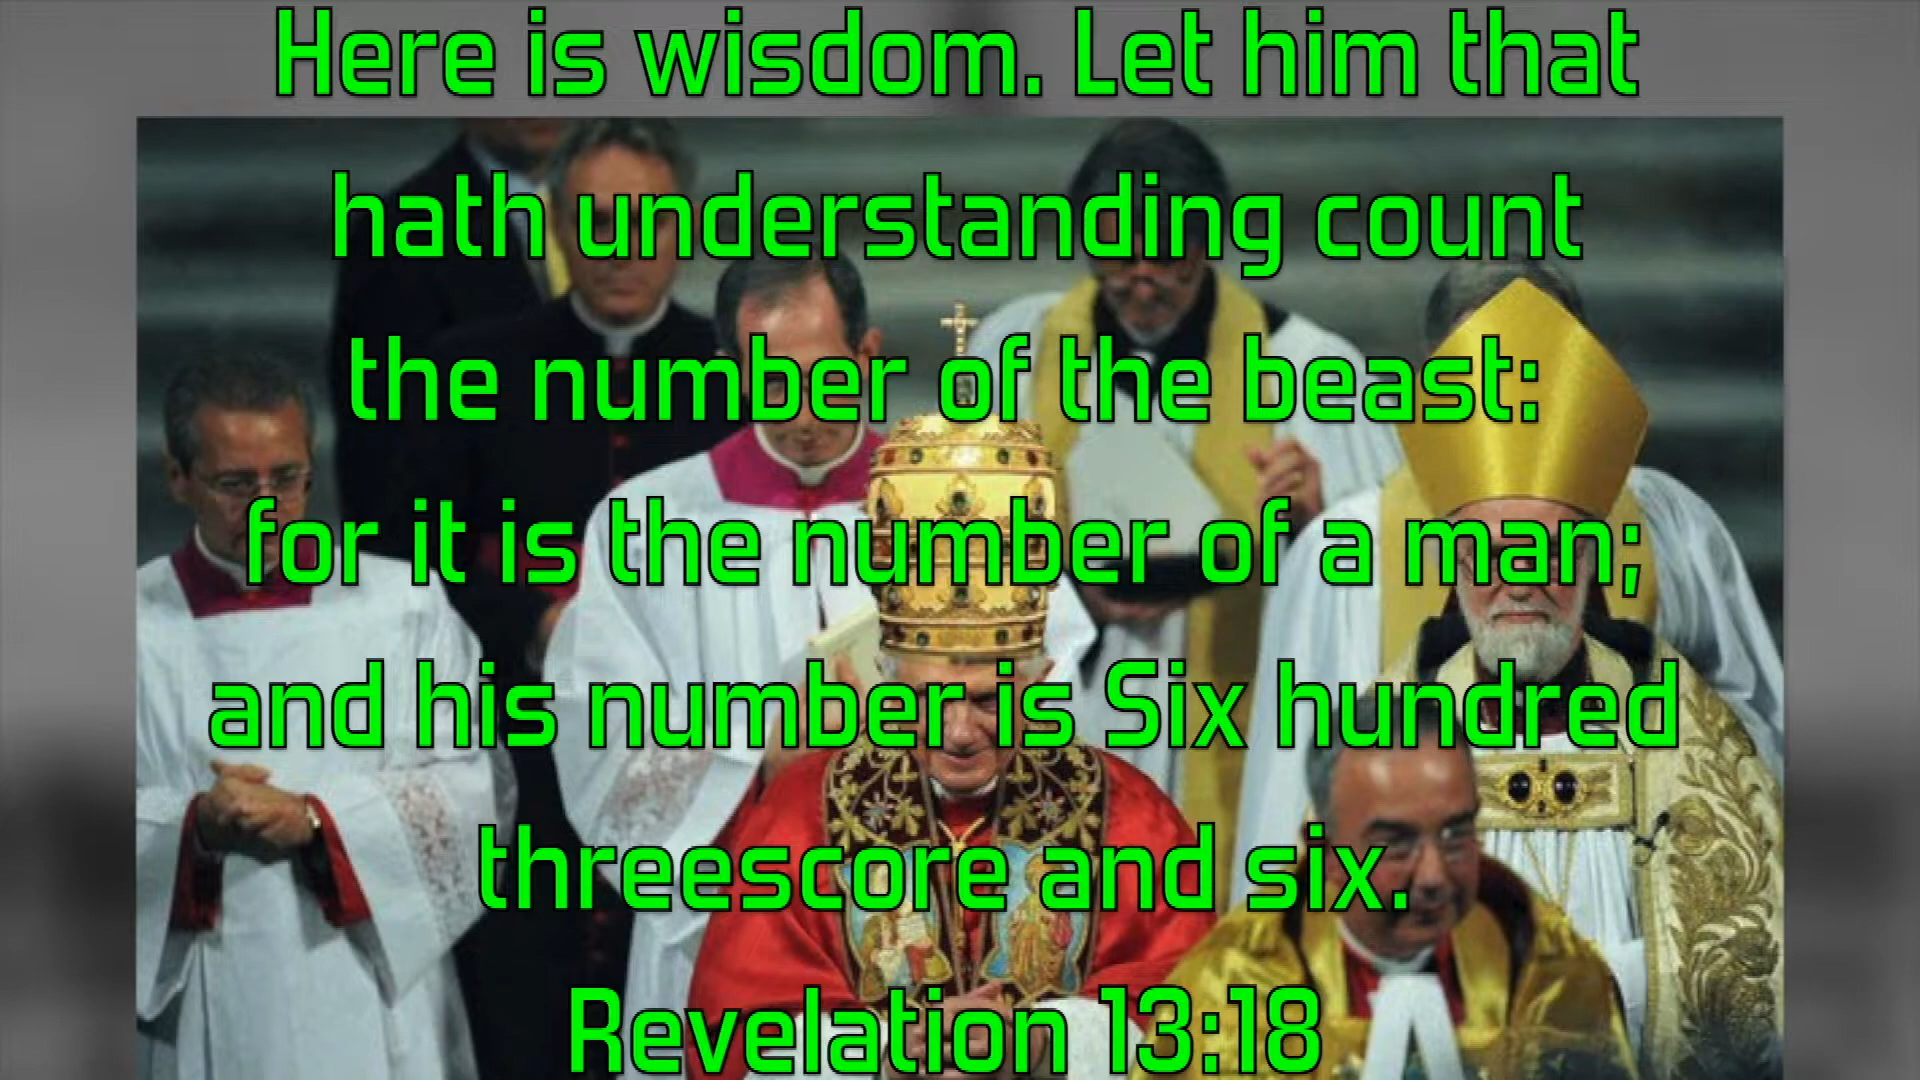 Here is wisdom. Let him that
hath understanding count
the number of the beast:
for it is the number of a man;
and his number is Six hundred
threescore and six.
Revelation 13:18